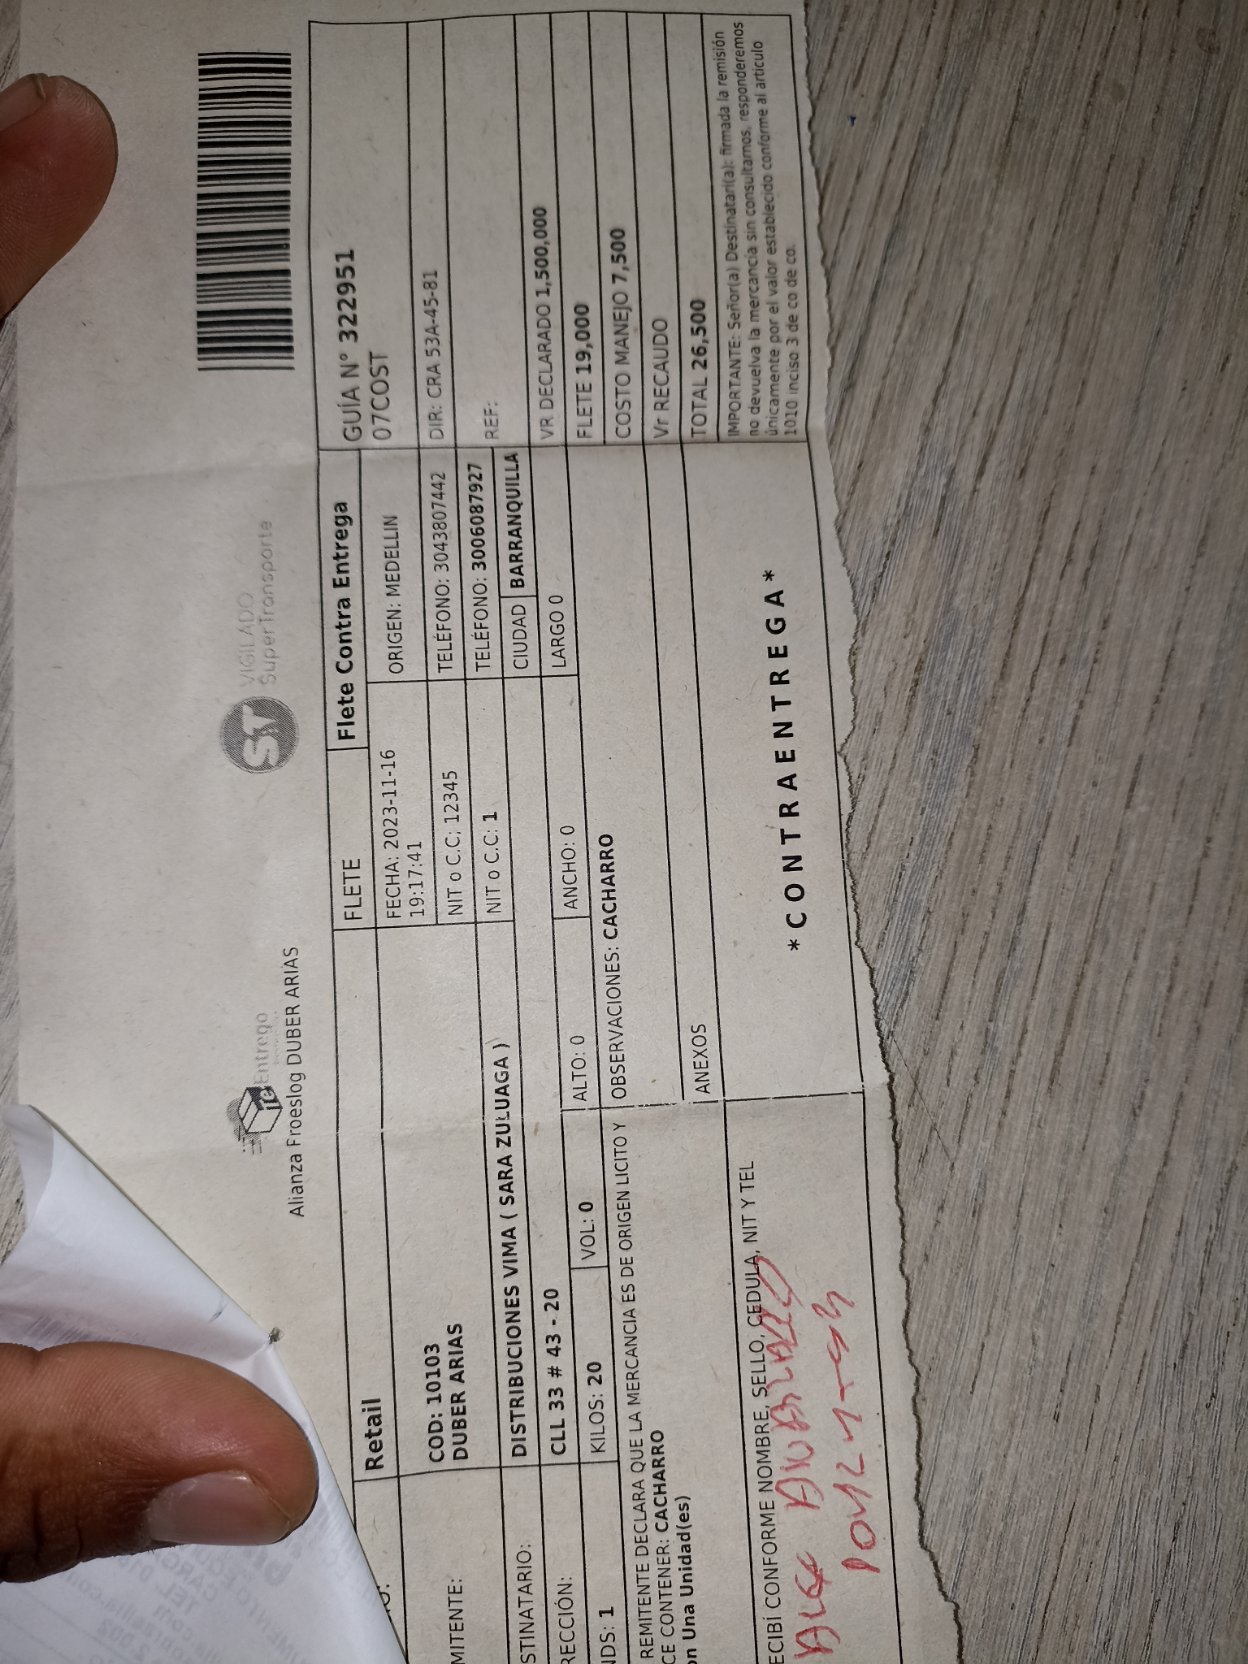 VIGILADO
SuperTransporte
Entrego
Alianza Froeslog DUBER ARIAS
Retail
FLETE
Flete Contra Entrega
GUÍA N° 322951
07COST
FECHA: 2023-11-16
19:17:41
ORIGEN: MEDELLIN
MITENTE:
COD: 10103
DUBER ARIAS
NIT o C.C: 12345
TELÉFONO: 3043807442
DIR: CRA 53A-45-81
STINATARIO:
DISTRIBUCIONES VIMA ( SARA ZULUAGA )
NIT o C.C: 1
TELÉFONO: 3006087927
REF:
RECCIÓN:
CLL 33 # 43 - 20
CIUDAD BARRANQUILLA
VR DECLARADO 1,500,000
NDS: 1
KILOS: 20
VOL: 0
ALTO: 0
ANCHO: 0
LARGO 0
FLETE 19,000
REMITENTE DECLARA QUE LA MERCANCIA ES DE ORIGEN LICITO Y
CE CONTENER: CACHARRO
on Una Unidad(es)
OBSERVACIONES: CACHARRO
COSTO MANEJO 7,500
Vr RECAUDO
ANEXOS
TOTAL 26,500
ECIBÍ CONFORME NOMBRE, SELLO, CEDULA, NIT Y TEL
*CONTRAENTREGA*
IMPORTANTE: Señor(a) Destinatari(a): firmada la remisión
no devuelva la mercancía sin consultarnos, responderemos
únicamente por el valor establecido conforme al artículo
1010 inciso 3 de co de co.